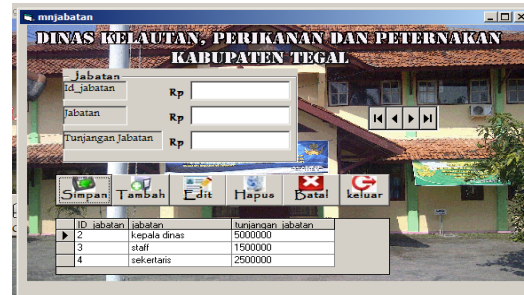 mnjabatan
DINAS KELAUTAN, PERIKANAN DAN PETERNAKAN
KABUPATEN TEGAL
Jabatan
Id_jabatan Rp
Jabatan Rp
Tunjangan Jabatan Rp
Simpan Tambah Edit Hapus Batal keluar
ID_jabatan jabatan tunjangan_jabatan
2 kepala dinas 5000000
3 staff 1500000
4 sekertaris 2500000